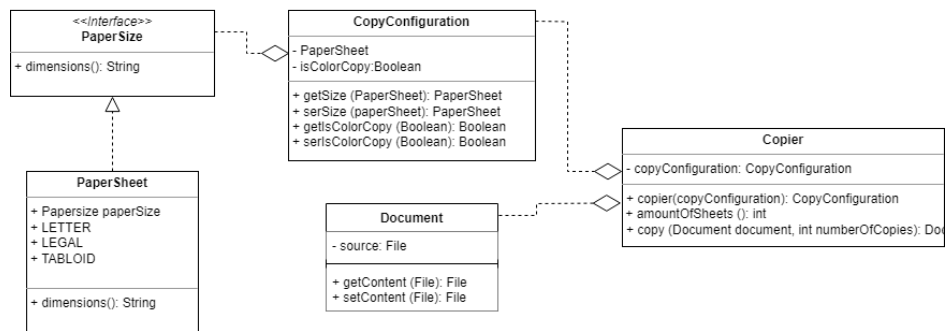 <<Interface>>
PaperSize
+ dimensions(): String
CopyConfiguration
- PaperSheet
- isColorCopy:Boolean
+ getSize (PaperSheet): PaperSheet
+ serSize (paperSheet): PaperSheet
+ getIsColorCopy (Boolean): Boolean
+ serIsColorCopy (Boolean): Boolean
Copier
- copyConfiguration: CopyConfiguration
+ copier(copyConfiguration): CopyConfiguration
+ amountOfSheets (): int
+ copy (Document document, int numberOfCopies): Doc
PaperSheet
+ Papersize paperSize
+ LETTER
+ LEGAL
+ TABLOID
+ dimensions(): String
Document
- source: File
+ getContent (File): File
+ setContent (File): File